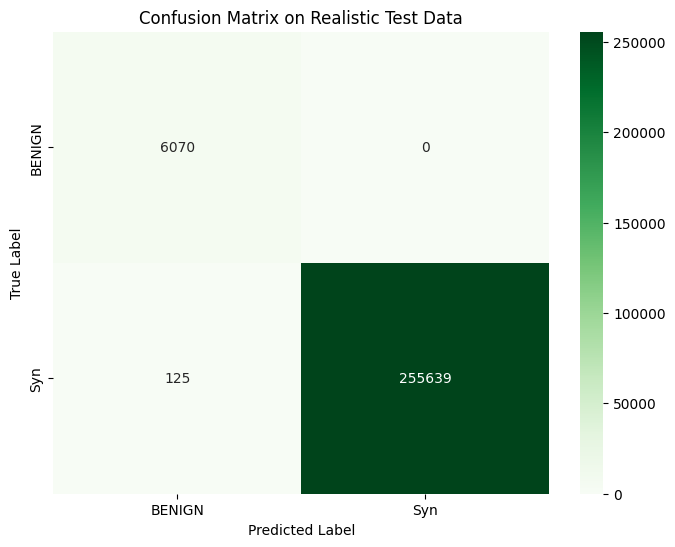 Confusion Matrix on Realistic Test Data
True Label
BENIGN
Syn
6070
0
125
255639
BENIGN
Syn
Predicted Label
250000
200000
150000
100000
50000
0